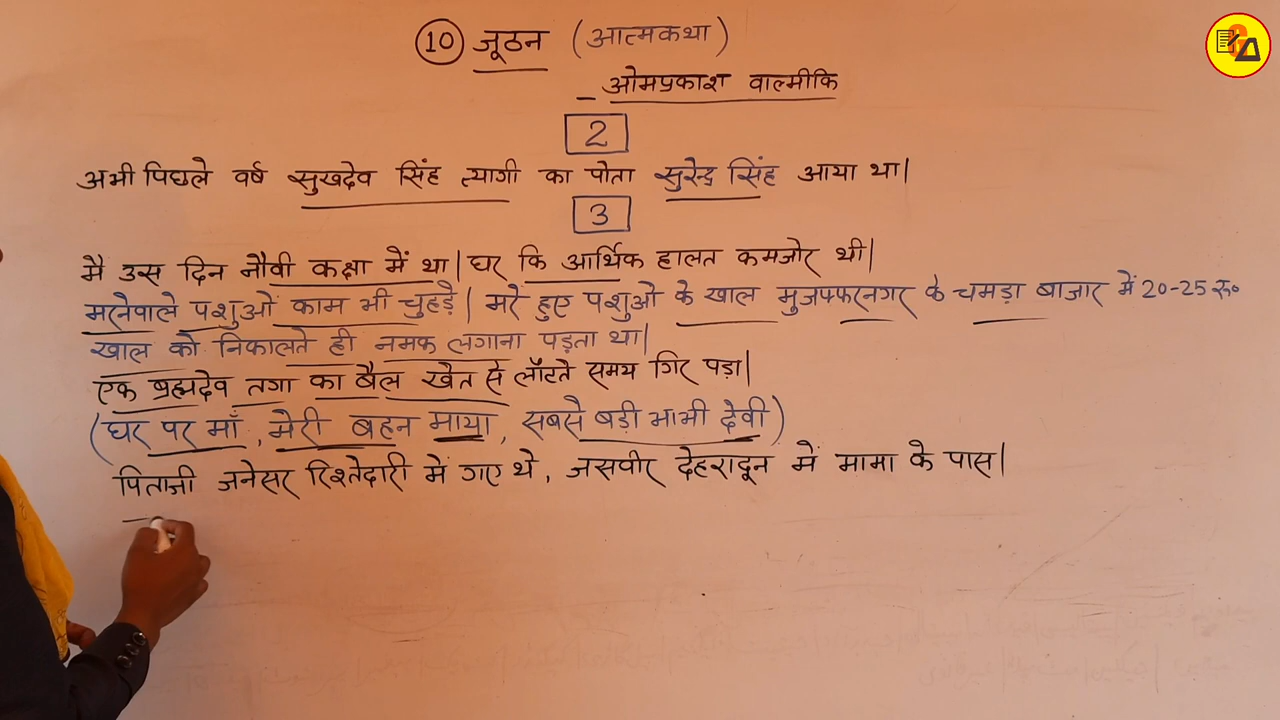 10 जूठन (आत्मकथा)
– ओमप्रकाश वाल्मीकि
2
अभी पिछले वर्ष सुखदेव सिंह त्यागी का पोता सुरेन्द्र सिंह आया था|
3
मै उस दिन नौवी कक्षा में था| घर कि आर्थिक हालत कमजोर थी|
मरनेवाले पशुओं काम भी चुहड़े| मरे हुए पशुओ के खाल मुजफ्फरनगर के चमड़ा बाजार में 20-25 रू०
खाल को निकालते ही नमक लगाना पड़ता था|
एक ब्रह्मदेव तगा का बैल खेत से लौटते समय गिर पड़ा|
(घर पर माँ, मेरी बहन माया, सबसे बड़ी भाभी देवी)
पिताजी जनेसर रिश्तेदारी में गए थे, जसवीर देहरादून में मामा के पास|